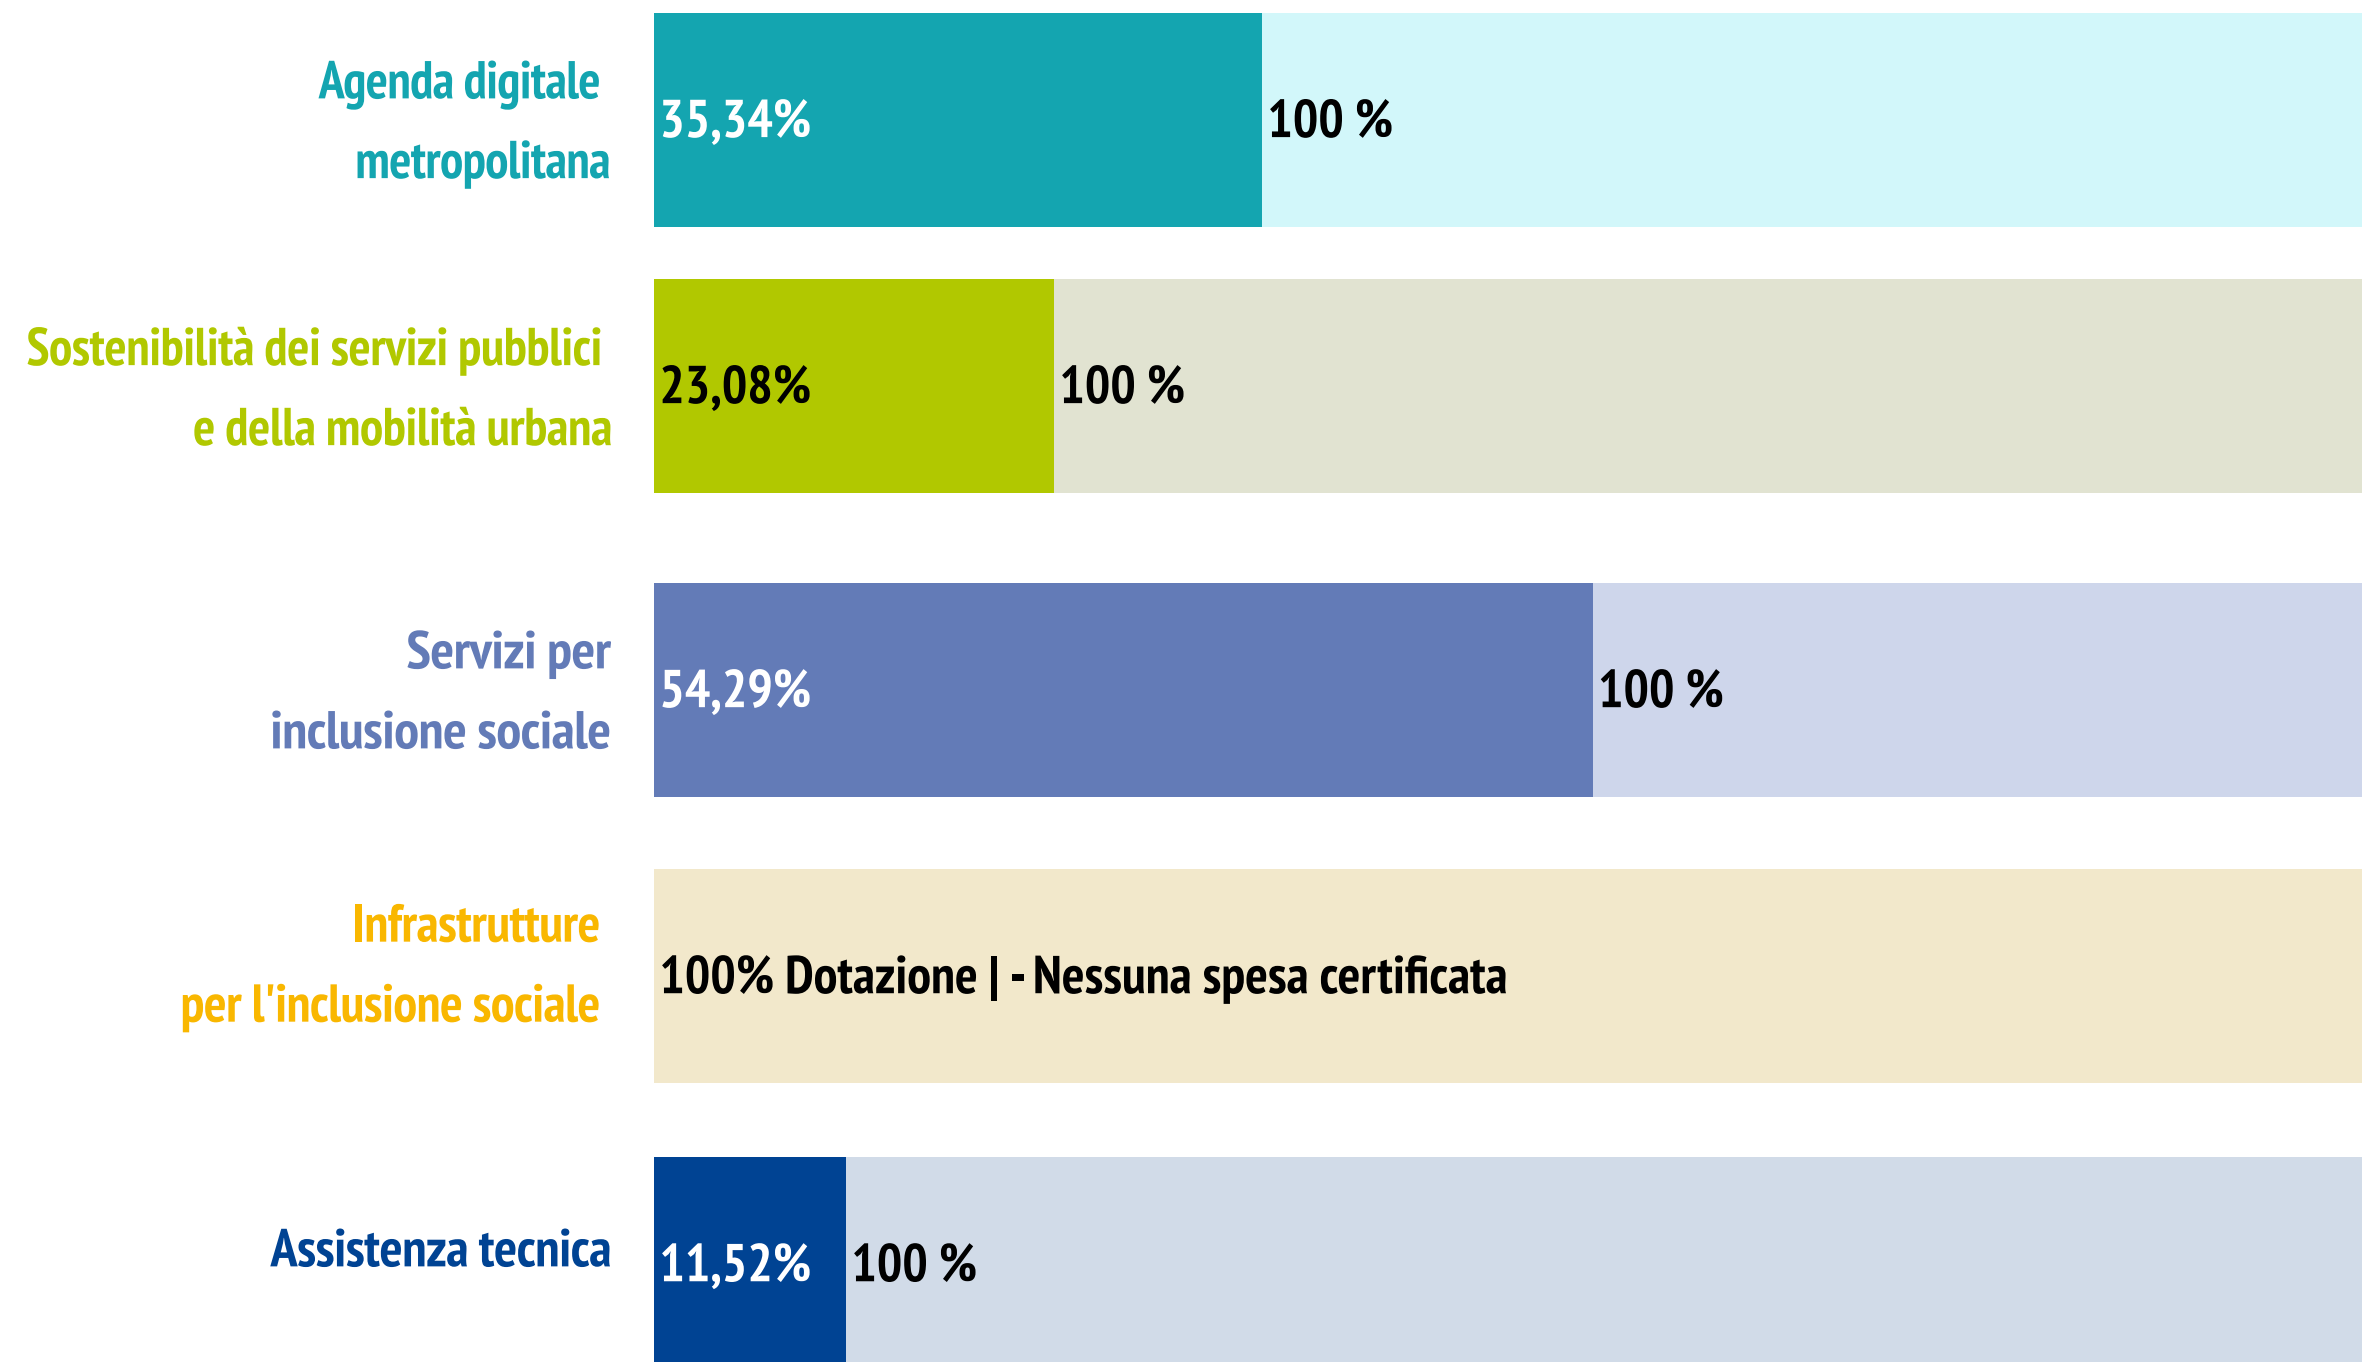 Agenda digitale
metropolitana
35,34%
100 %
Sostenibilità dei servizi pubblici
e della mobilità urbana
23,08%
100 %
Servizi per
inclusione sociale
54,29%
100 %
Infrastrutture
per l'inclusione sociale
100% Dotazione | - Nessuna spesa certificata
Assistenza tecnica
11,52%
100 %